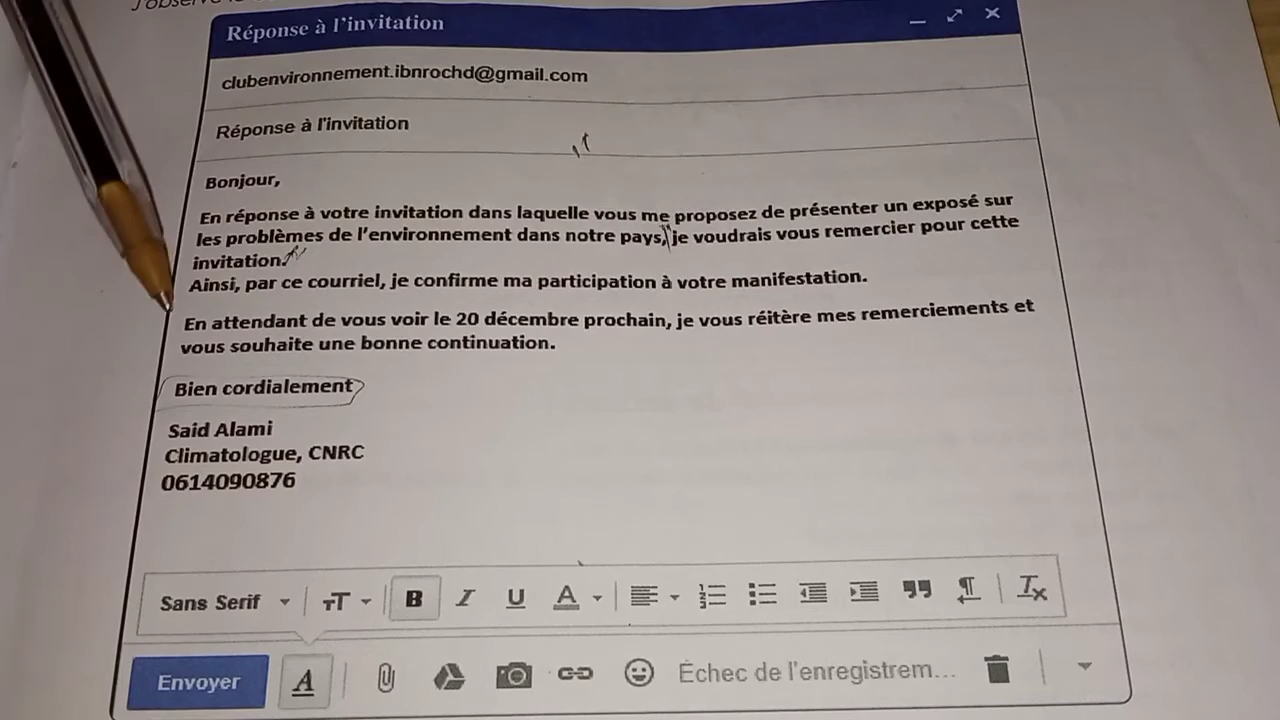 J'observe
Réponse à l'invitation
clubenvironnement.ibnrochd@gmail.com
Réponse à l'invitation
Bonjour,
En réponse à votre invitation dans laquelle vous me proposez de présenter un exposé sur
les problèmes de l'environnement dans notre pays, je voudrais vous remercier pour cette
invitation.
Ainsi, par ce courriel, je confirme ma participation à votre manifestation.
En attendant de vous voir le 20 décembre prochain, je vous réitère mes remerciements et
vous souhaite une bonne continuation.
Bien cordialement
Said Alami
Climatologue, CNRC
0614090876
Sans Serif
Envoyer
Échec de l'enregistrem...